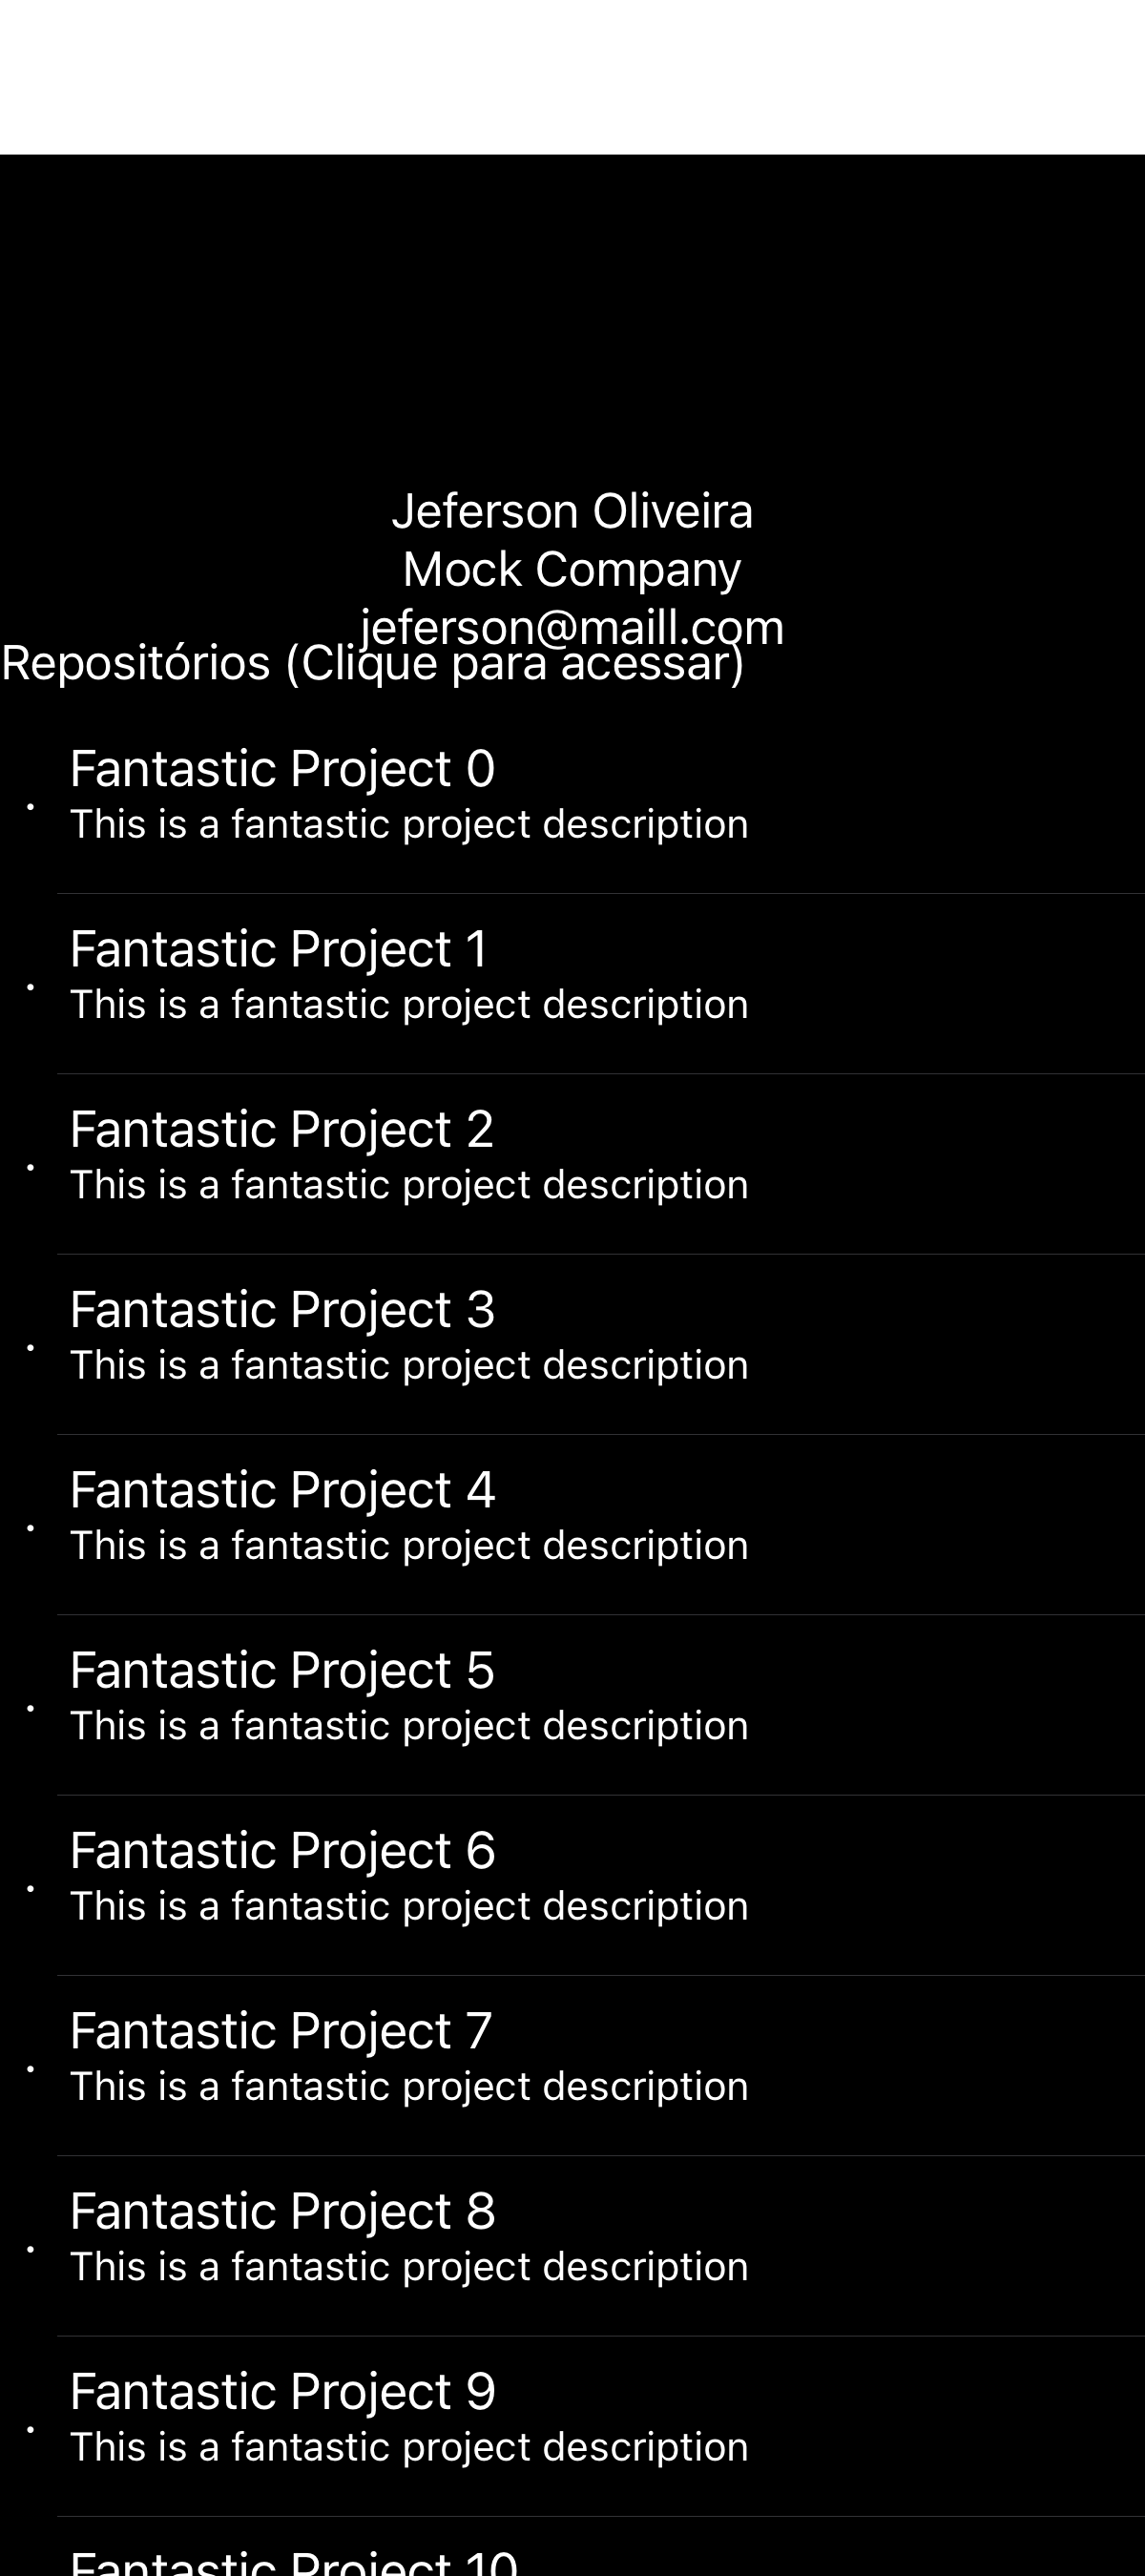 Jeferson Oliveira
Mock Company
jeferson@maill.com
Repositórios (Clique para acessar)
Fantastic Project 0
This is a fantastic project description
Fantastic Project 1
This is a fantastic project description
Fantastic Project 2
This is a fantastic project description
Fantastic Project 3
This is a fantastic project description
Fantastic Project 4
This is a fantastic project description
Fantastic Project 5
This is a fantastic project description
Fantastic Project 6
This is a fantastic project description
Fantastic Project 7
This is a fantastic project description
Fantastic Project 8
This is a fantastic project description
Fantastic Project 9
This is a fantastic project description
Fantastic Project 10